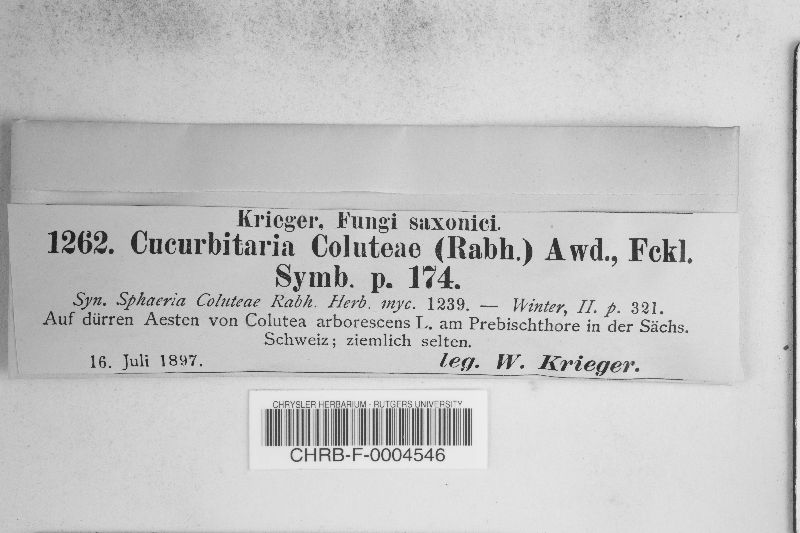 Krieger, Fungi saxonici.
1262. Cucurbitaria Coluteae (Rabh.) Awd., Fckl.
Symb. p. 174.
Syn. Sphaeria Coluteae Rabh. Herb. myc. 1239. — Winter, II. p. 321.
Auf dürren Aesten von Colutea arborescens L. am Prebischthore in der Sächs.
Schweiz; ziemlich selten.
16. Juli 1897. leg. W. Krieger.
CHRYSLER HERBARIUM - RUTGERS UNIVERSITY
CHRB-F-0004546